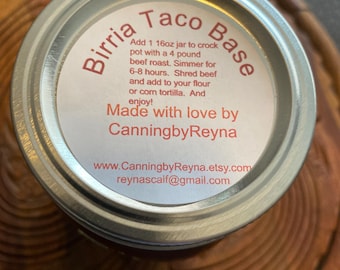 Birria Taco Base
Add 1 16oz jar to crock
pot with a 4 pound
beef roast, Simmer for
6-8 hours. Shred beef
and add to your flour
or corn tortilla. And
enjoy!
Made with love by
CanningbyReyna
www.CanningbyReyna.etsy.com
reynascalf@gmail.com